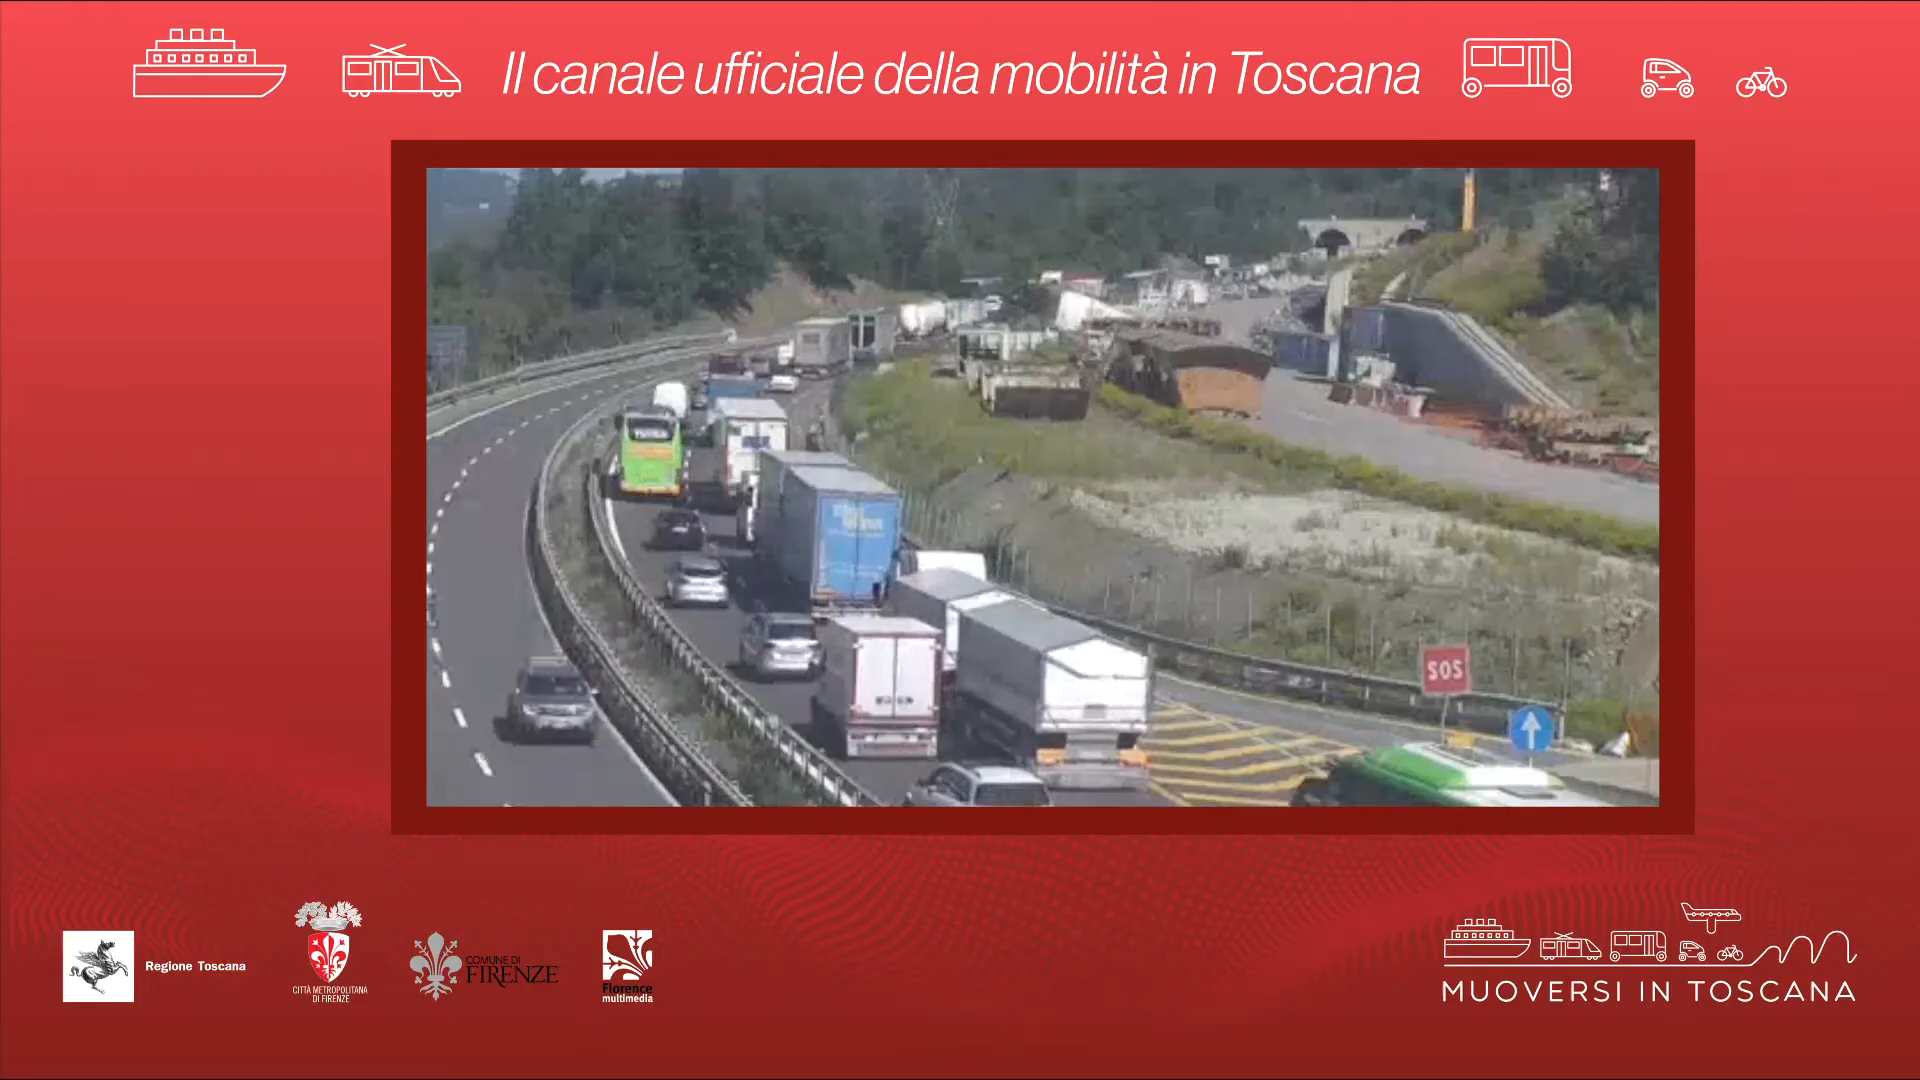 Il canale ufficiale della mobilità in Toscana
SOS
Regione Toscana
CITTÀ METROPOLITANA
DI FIRENZE
COMUNE DI
FIRENZE
Florence
multimedia
MUOVERSI IN TOSCANA